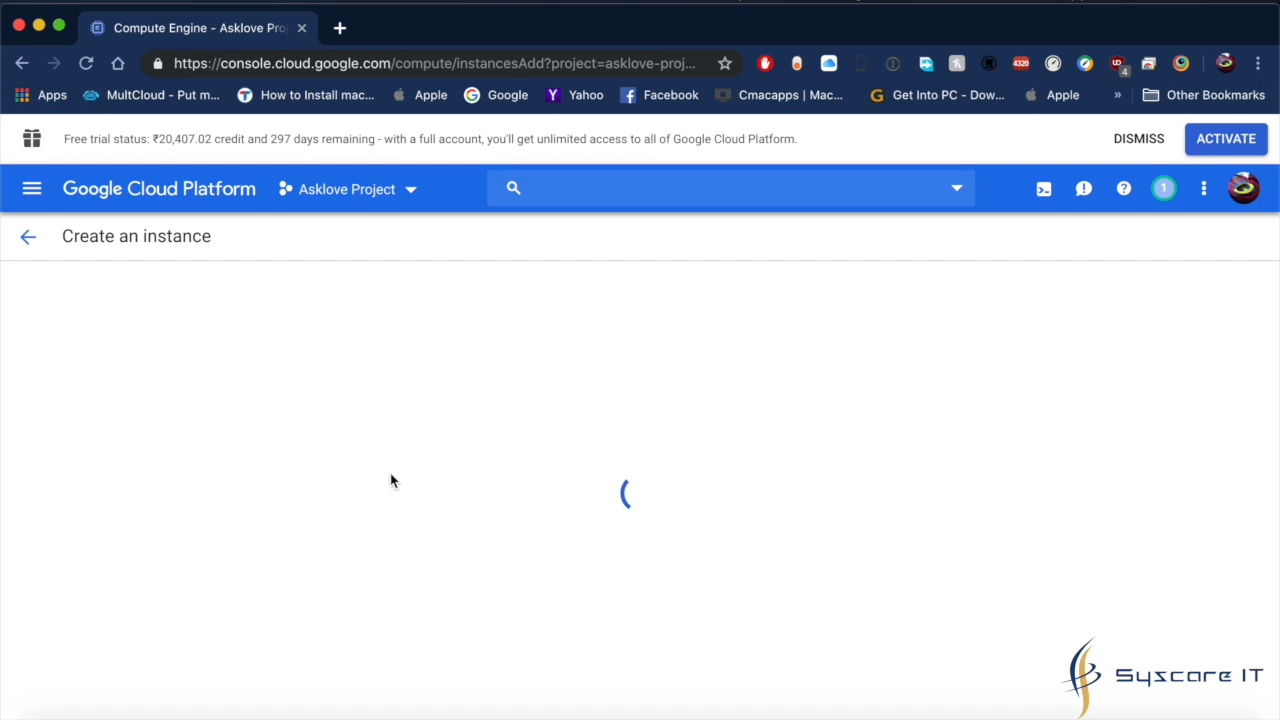 Compute Engine - Asklove Proj
https://console.cloud.google.com/compute/instancesAdd?project=asklove-proj...
4320
4
Apps
MultCloud - Put m...
How to Install mac...
Apple
Google
Yahoo
Facebook
Cmacapps | Mac...
Get Into PC - Dow...
Apple
»
Other Bookmarks
Free trial status: ₹20,407.02 credit and 297 days remaining - with a full account, you'll get unlimited access to all of Google Cloud Platform.
DISMISS
ACTIVATE
Google Cloud Platform
Asklove Project
1
Create an instance
Syscare IT